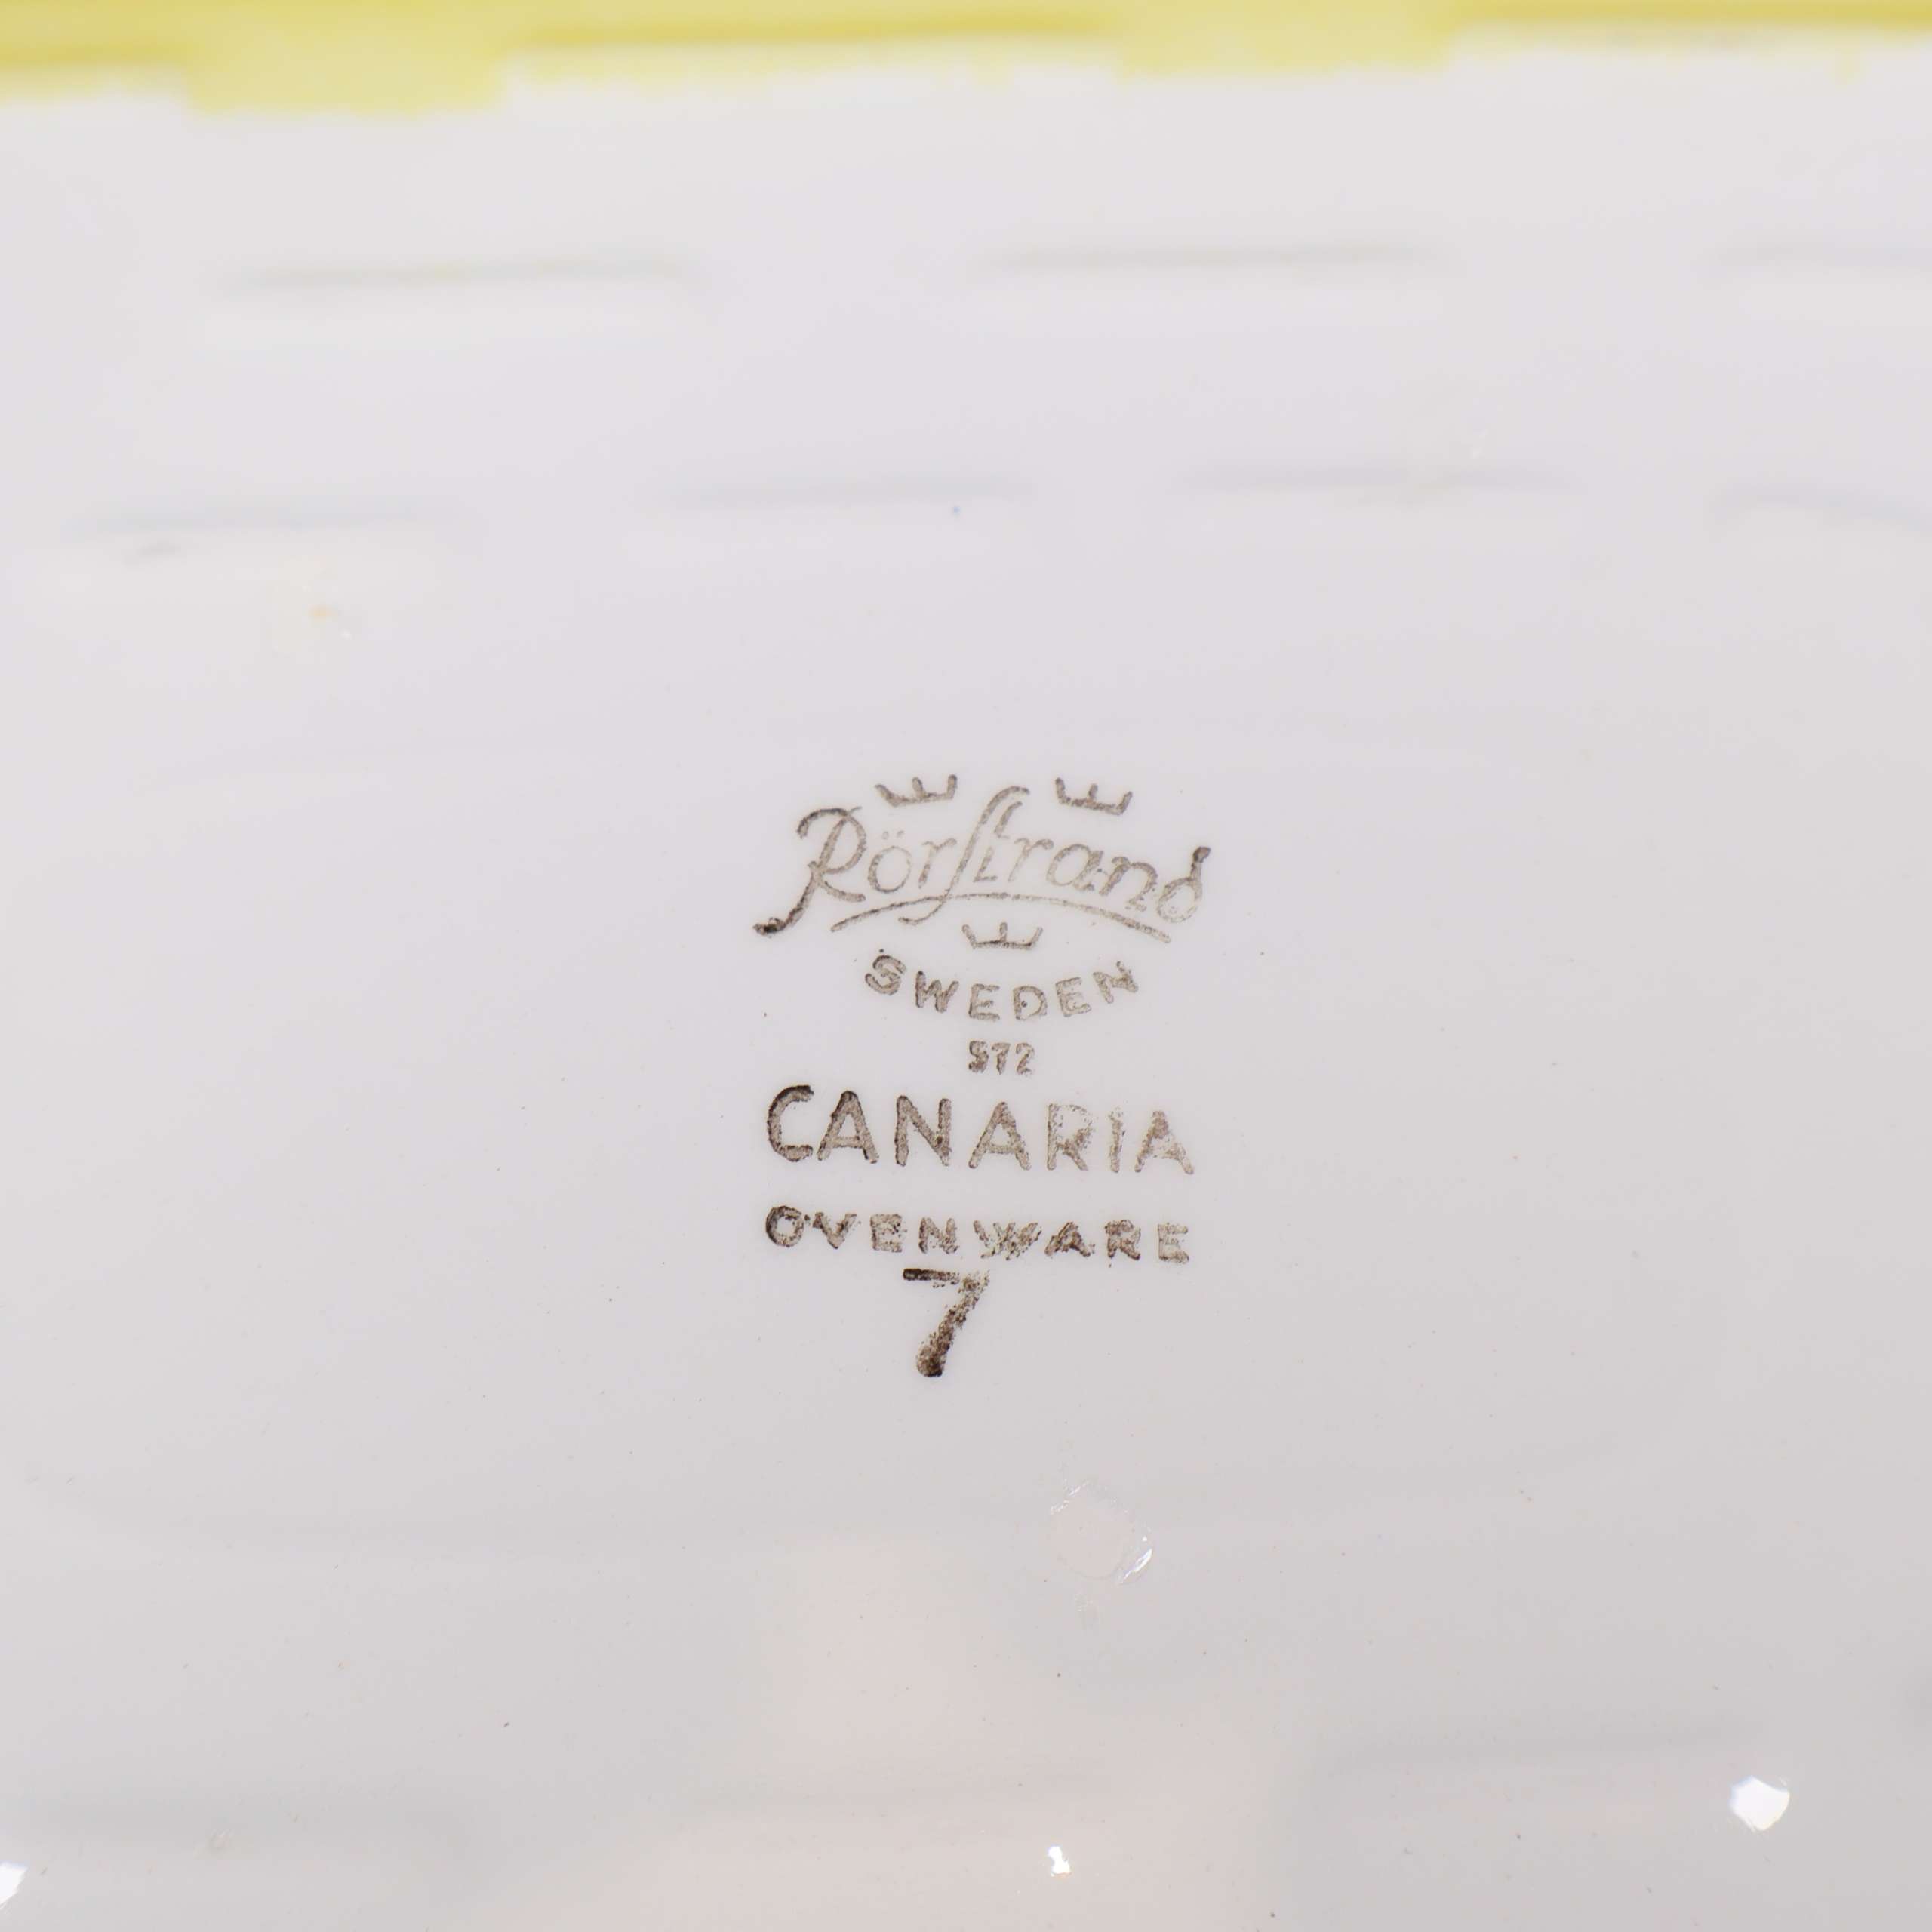 Rörstrand
SWEDEN
572
CANARIA
OVENWARE
7